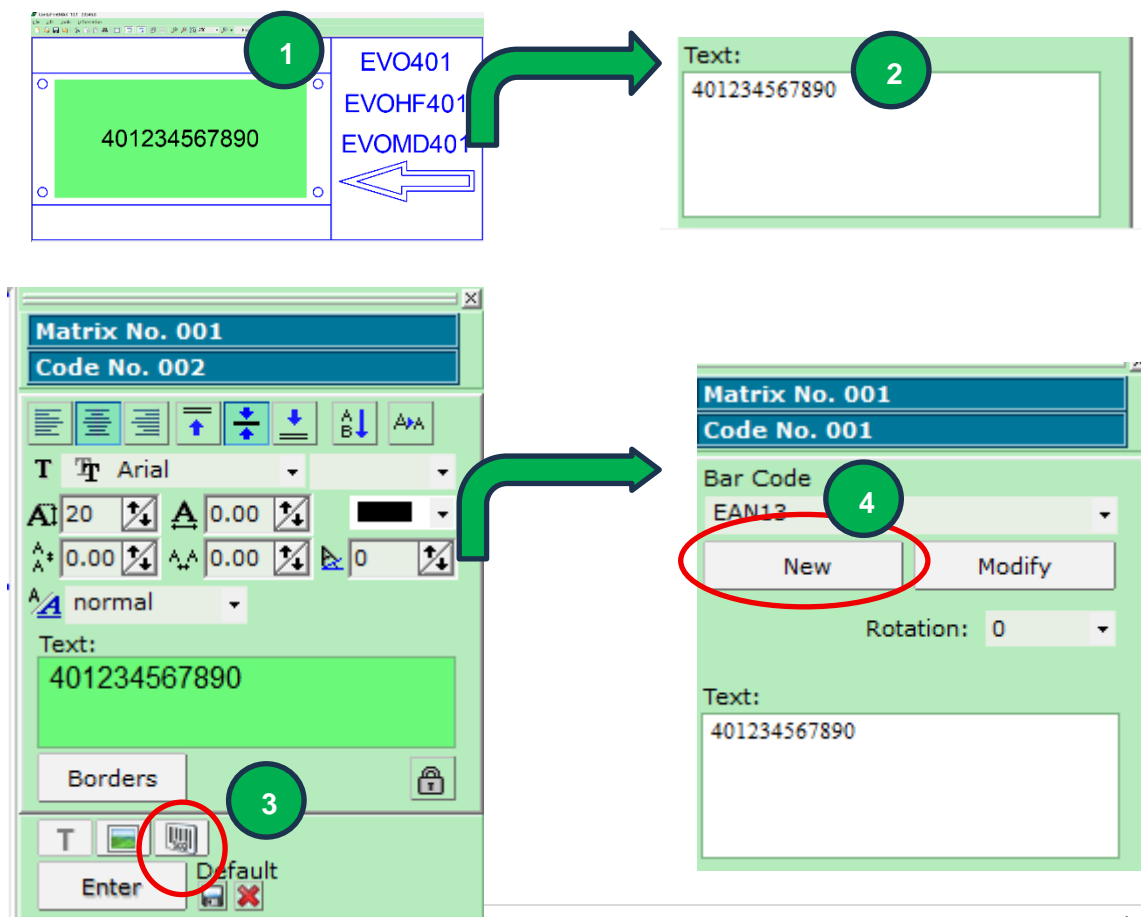 1
EVO401
EVOHF401
EVOMD401
401234567890
Text:
2
401234567890
Matrix No. 001
Code No. 002
A
B
A A
T Arial
20 0.00
0.00 0.00 0
normal
Text:
401234567890
Borders
3
T
Default
Enter
Matrix No. 001
Code No. 001
Bar Code
4
EAN13
New Modify
Rotation: 0
Text:
401234567890